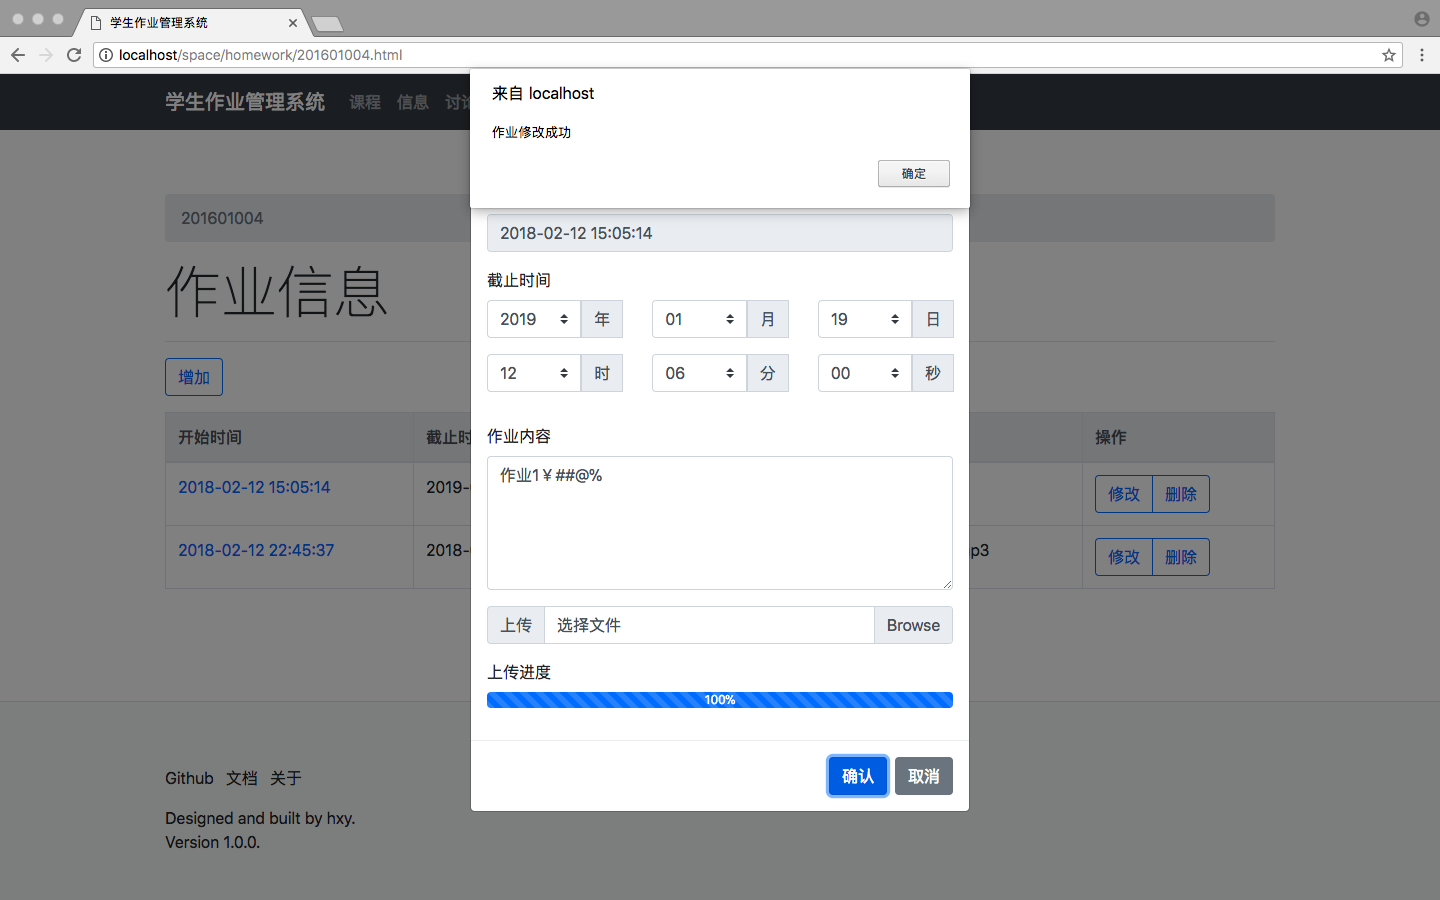 学生作业管理系统
localhost/space/homework/201601004.html
学生作业管理系统 课程 信息
来自 localhost
作业修改成功
确定
201601004
作业信息
增加
开始时间 截止时 操作
2018-02-12 15:05:14 2019- 修改 删除
2018-02-12 22:45:37 2018- p3 修改 删除
2018-02-12 15:05:14
截止时间
2019 年 01 月 19 日
12 时 06 分 00 秒
作业内容
作业1￥##@%
上传 选择文件 Browse
上传进度
100%
确认 取消
Github 文档 关于
Designed and built by hxy.
Version 1.0.0.